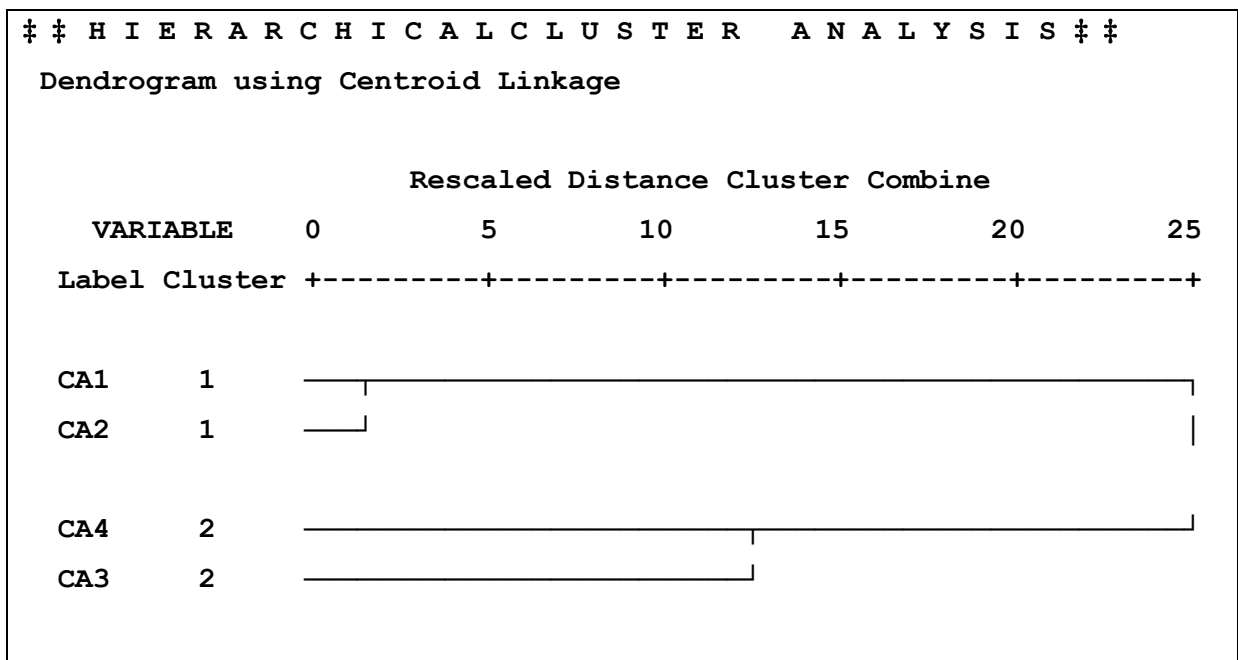 ‡‡ H I E R A R C H I C A L C L U S T E R   A N A L Y S I S ‡‡
Dendrogram using Centroid Linkage
Rescaled Distance Cluster Combine
VARIABLE 0 5 10 15 20 25
Label Cluster +---------+---------+---------+---------+---------+
CA1 1
CA2 1
CA4 2
CA3 2